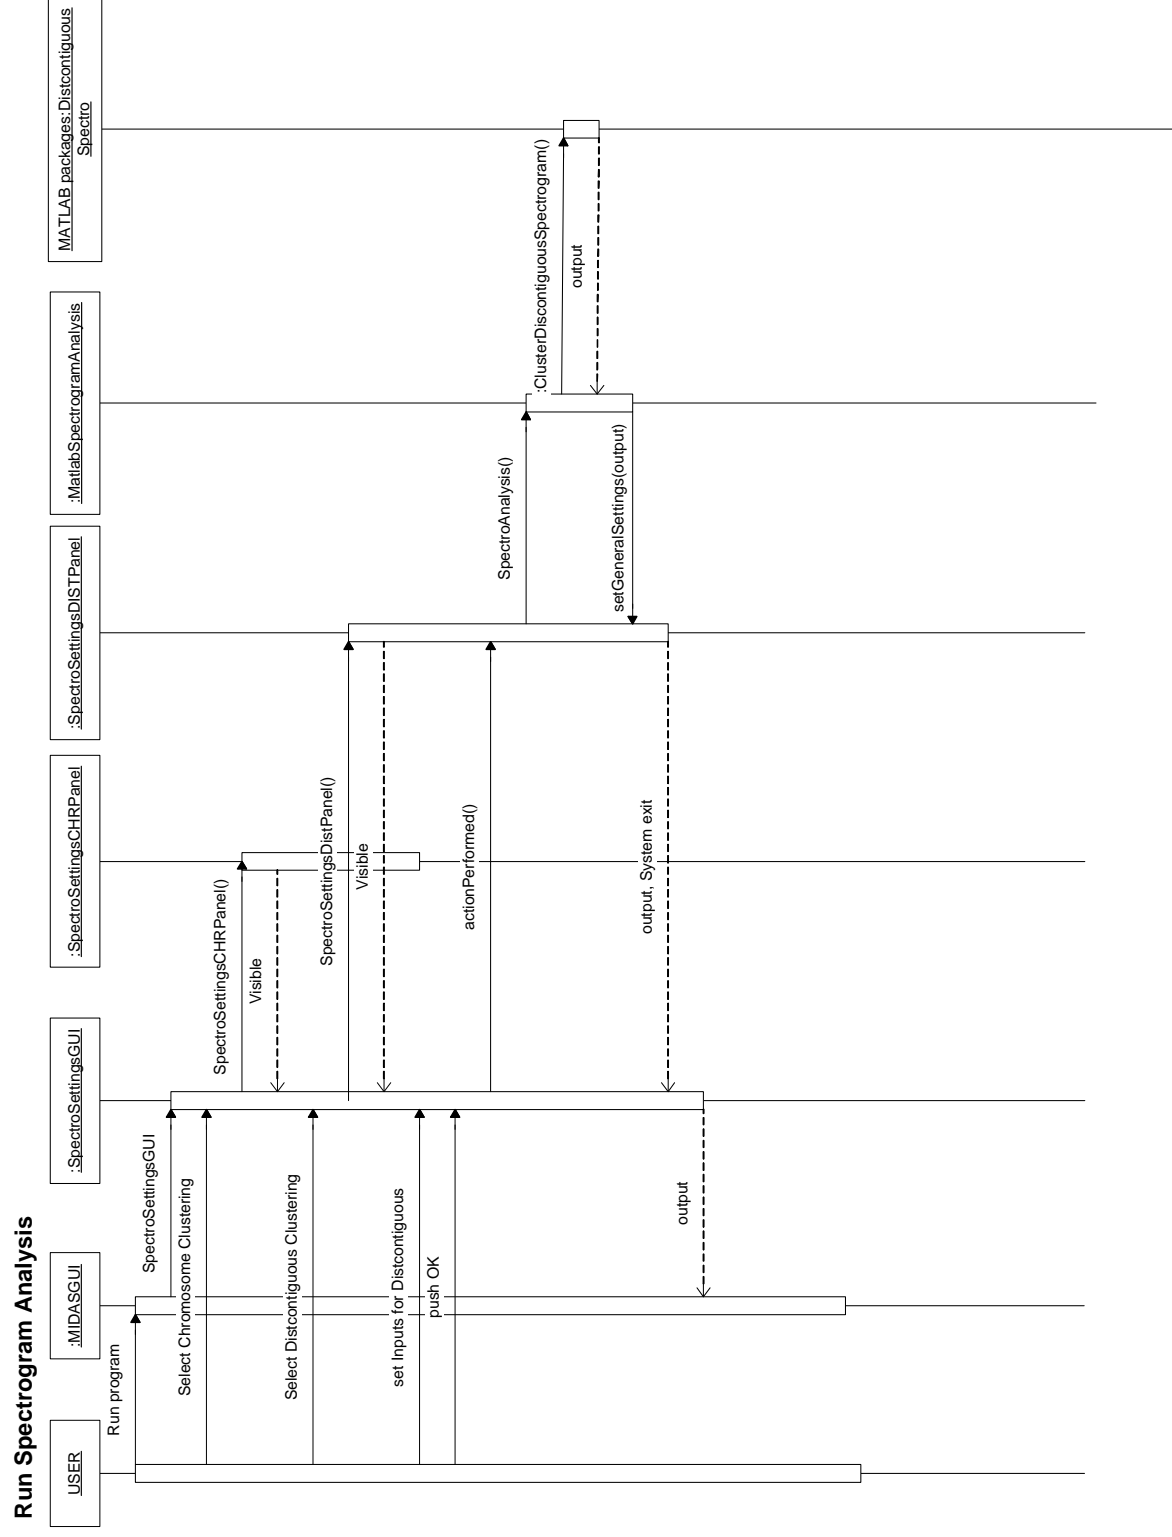 Run Spectrogram Analysis
USER
:MIDASGUI
:SpectroSettingsGUI
:SpectroSettingsCHRPanel
:SpectroSettingsDISTPanel
:MatlabSpectrogramAnalysis
MATLAB packages:Distcontiguous
Spectro
Run program
SpectroSettingsGUI
Select Chromosome Clustering
SpectroSettingsCHRPanel()
Visible
Select Distcontiguous Clustering
SpectroSettingsDistPanel()
Visible
set Inputs for Distcontiguous
push OK
actionPerformed()
SpectroAnalysis()
:ClusterDiscontiguousSpectrogram()
output
setGeneralSettings(output)
output, System exit
output